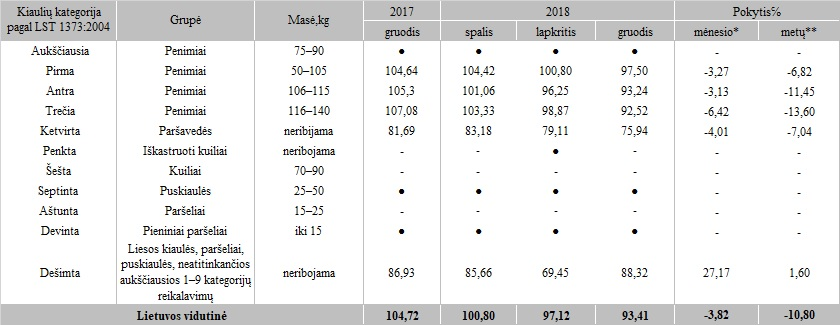 Kiaulių kategorija pagal LST 1373:2004 Grupė Masė,kg 2017 2018 Pokytis%
gruodis spalis lapkritis gruodis mėnesio* metų**
Aukščiausia Penimiai 75–90 ● ● ● ● - -
Pirma Penimiai 50–105 104,64 104,42 100,80 97,50 -3,27 -6,82
Antra Penimiai 106–115 105,3 101,06 96,25 93,24 -3,13 -11,45
Trečia Penimiai 116–140 107,08 103,33 98,87 92,52 -6,42 -13,60
Ketvirta Paršavedės neribijama 81,69 83,18 79,11 75,94 -4,01 -7,04
Penkta Iškastruoti kuiliai neribojama - - ● - - -
Šešta Kuiliai 70–90 - - - - - -
Septinta Puskiaulės 25–50 ● ● ● ● - -
Aštunta Paršeliai 15–25 - - - - - -
Devinta Pieniniai paršeliai iki 15 ● ● ● ● - -
Dešimta Liesos kiaulės, paršeliai, puskiaulės, neatitinkančios aukščiausios 1–9 kategorijų reikalavimų neribojama 86,93 85,66 69,45 88,32 27,17 1,60
Lietuvos vidutinė 104,72 100,80 97,12 93,41 -3,82 -10,80